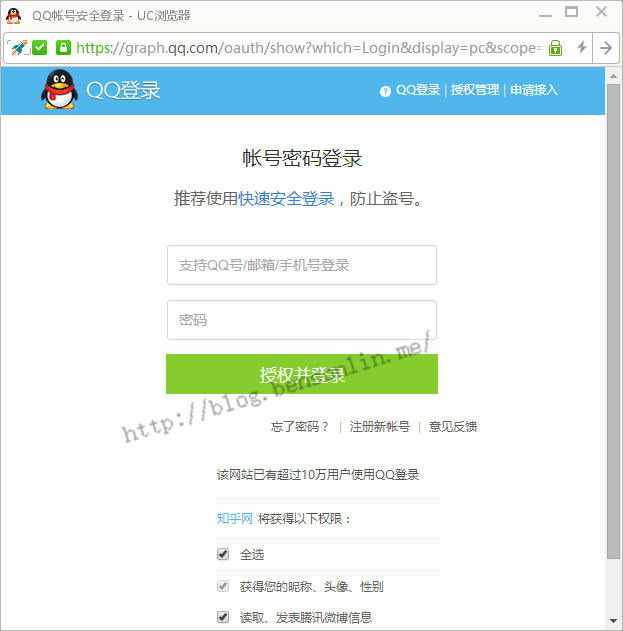 QQ帐号安全登录 - UC浏览器
https://graph.qq.com/oauth/show?which=Login&display=pc&scope=
QQ登录
? QQ登录 | 授权管理 | 申请接入
帐号密码登录
推荐使用快速安全登录，防止盗号。
支持QQ号/邮箱/手机号登录
密码
授权并登录
忘了密码？ | 注册新帐号 | 意见反馈
该网站已有超过10万用户使用QQ登录
知乎网 将获得以下权限：
全选
获得您的昵称、头像、性别
读取、发表腾讯微博信息